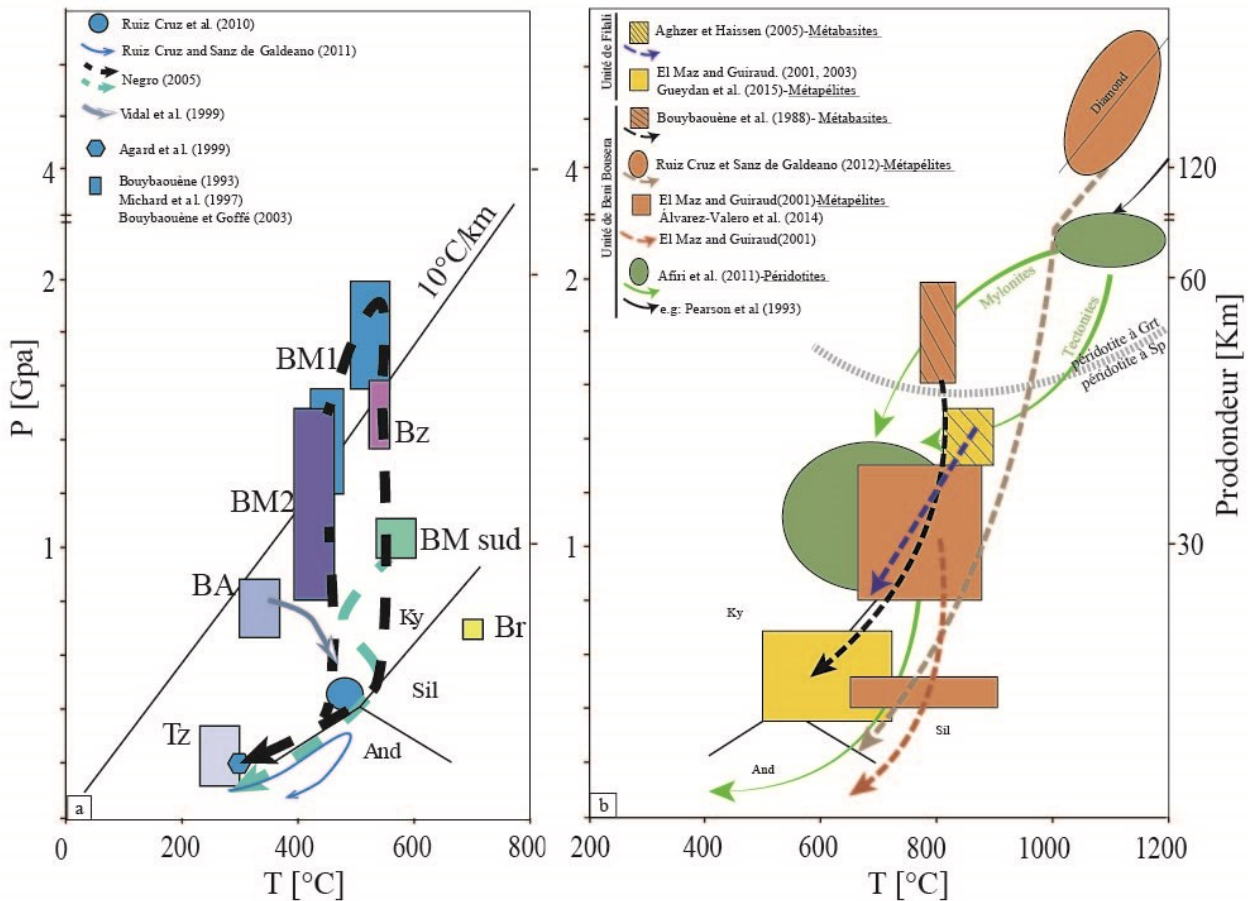 Ruiz Cruz et al. (2010)
Ruiz Cruz and Sanz de Galdeano (2011)
Negro (2005)
Vidal et al. (1999)
Agard et al. (1999)
Bouybaouène (1993)
Michard et al. (1997)
Bouybaouène et Goffé (2003)
10°C/km
BM1
Bz
BM2
BM sud
BA
Ky
Br
Sil
Tz
And
a
P [Gpa]
4
2
1
0
200
400
600
800
T [°C]
Unité de Filali
Aghzer et Haissen (2005)-Métabasites
El Maz and Guiraud. (2001, 2003)
Gueydan et al. (2015)-Métapélites
Unité de Beni Bousera
Bouybaouène et al. (1988)- Métabasites
Ruiz Cruz et Sanz de Galdeano (2012)-Métapélites
El Maz and Guiraud(2001)-Métapélites
Álvarez-Valero et al. (2014)
El Maz and Guiraud(2001)
Afiri et al. (2011)-Péridotites
e.g: Pearson et al (1993)
Diamond
Mylonites
Tectonites
péridotite à Grt
péridotite à Sp
Ky
Sil
And
b
120
60
30
Prodondeur [Km]
200
400
600
800
1000
1200
T [°C]